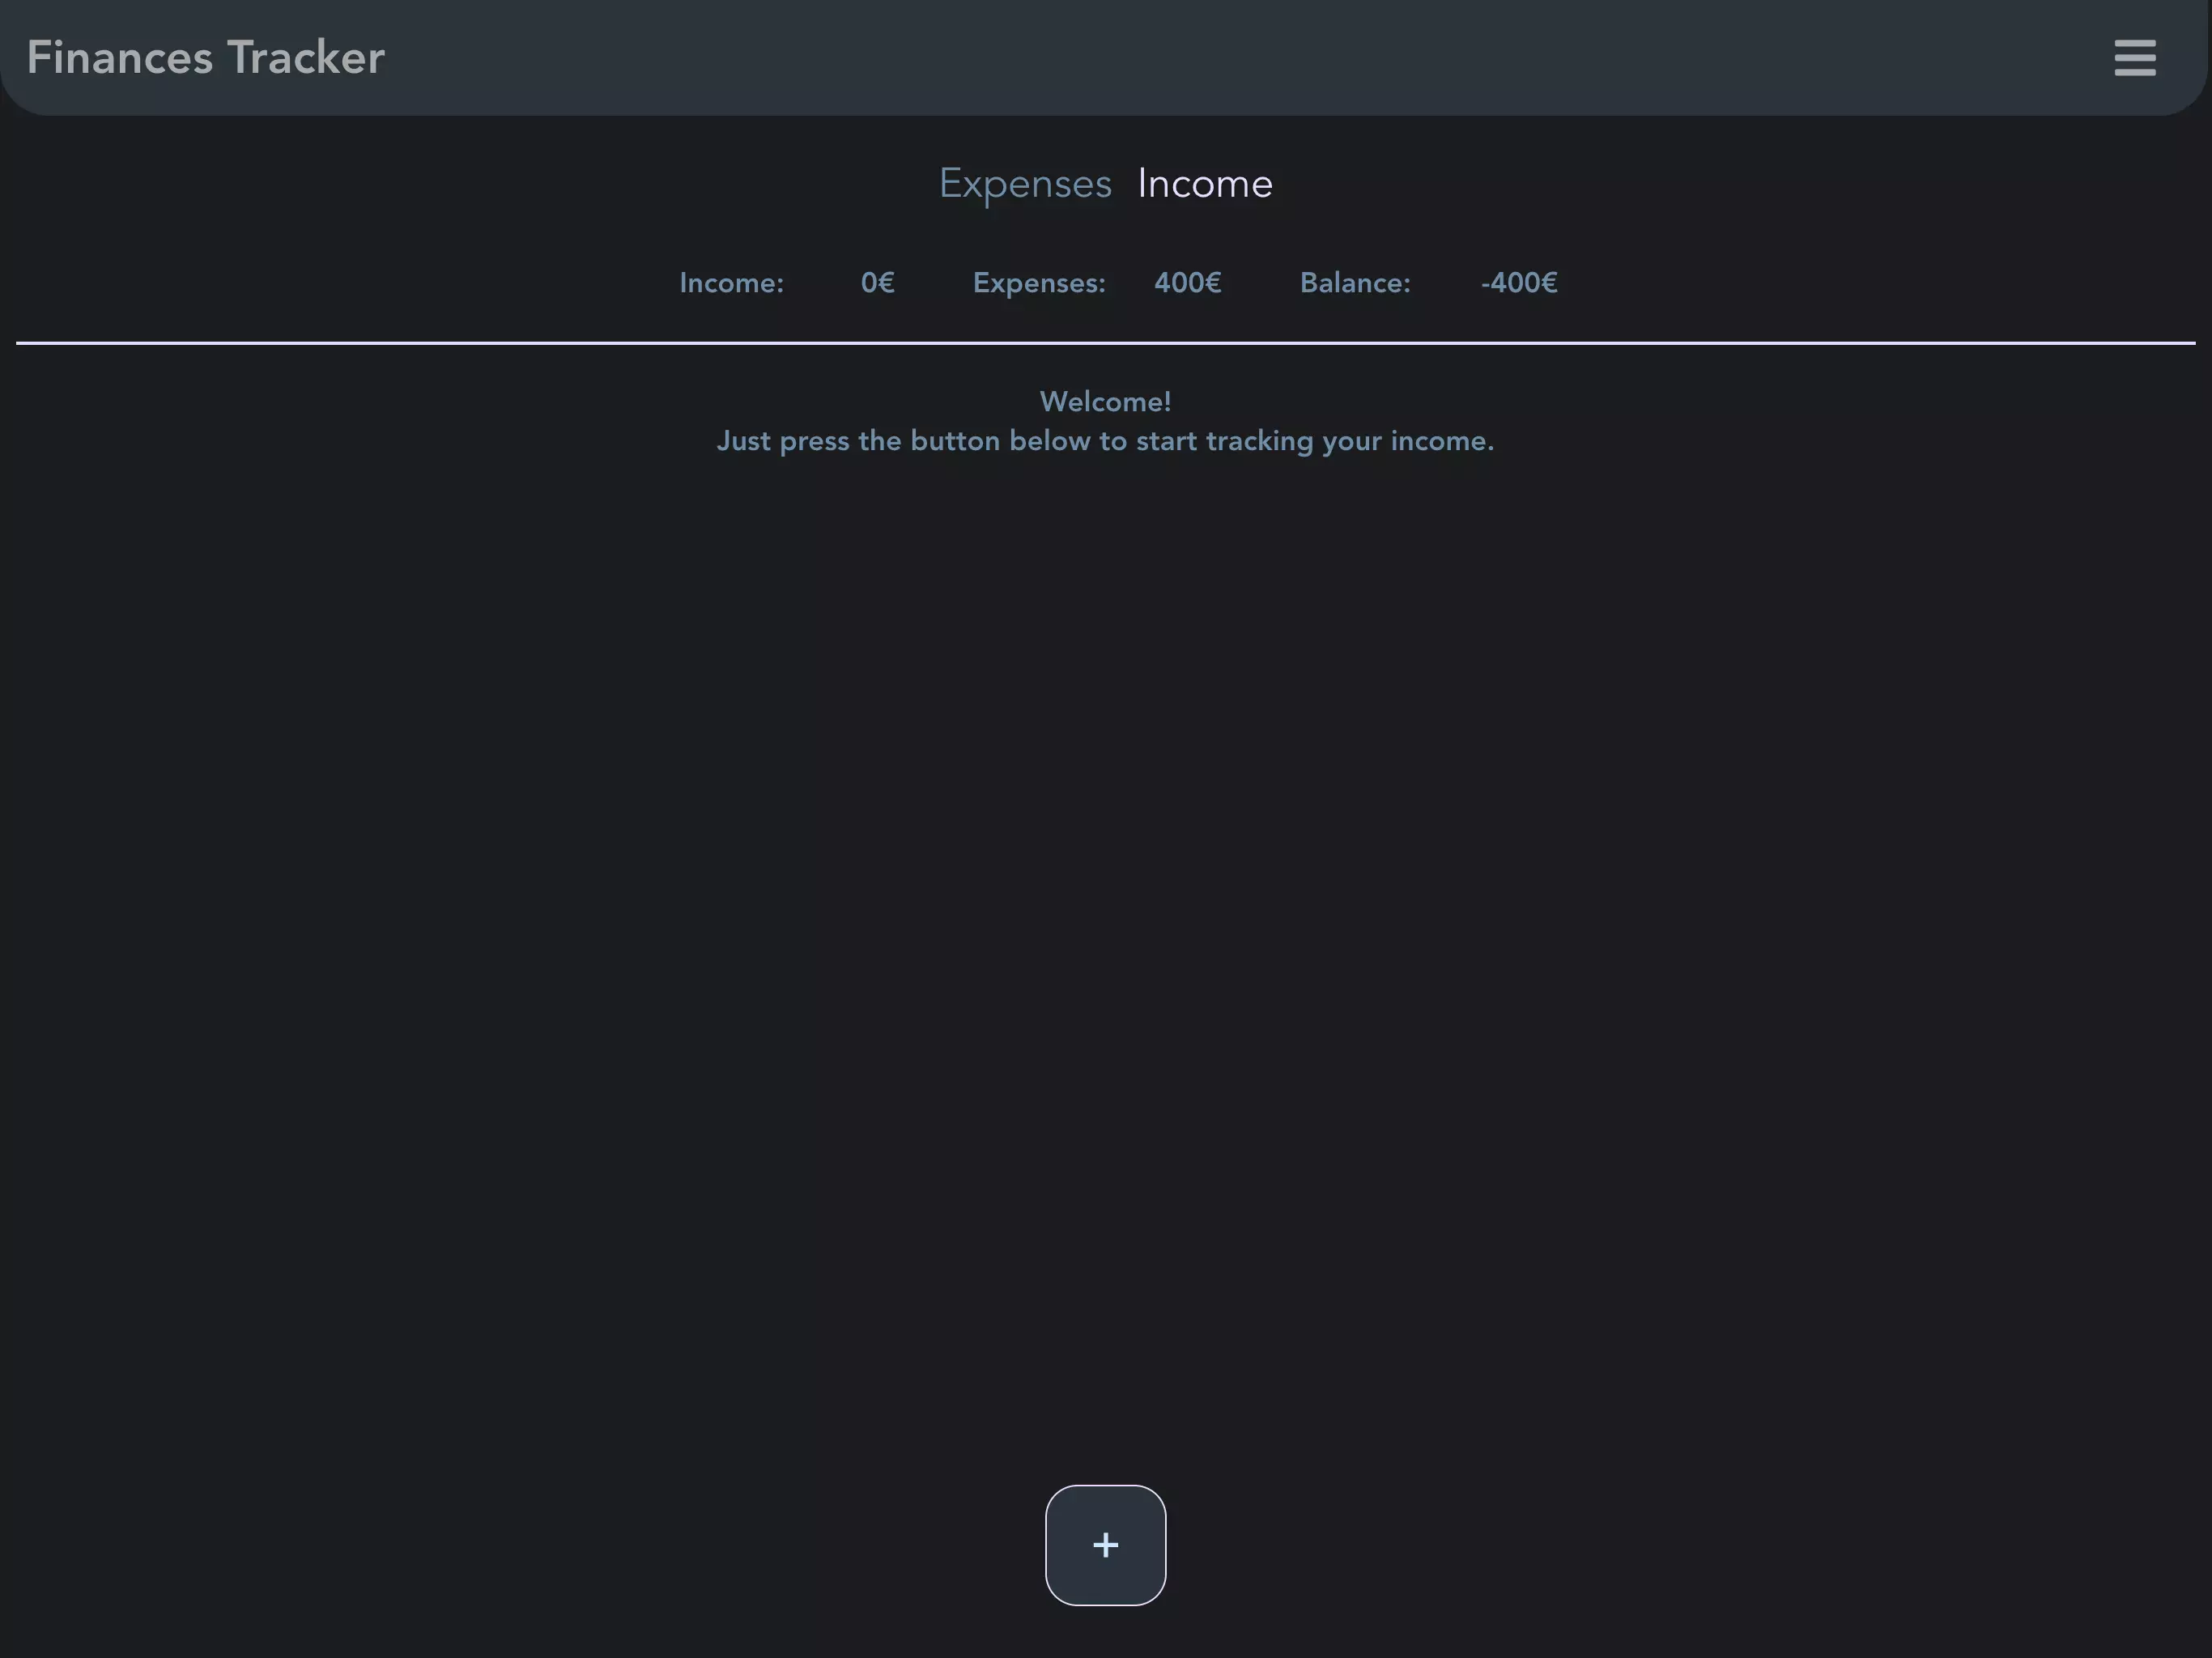 Finances Tracker
Expenses Income
Income: 0€ Expenses: 400€ Balance: -400€
Welcome!
Just press the button below to start tracking your income.
+